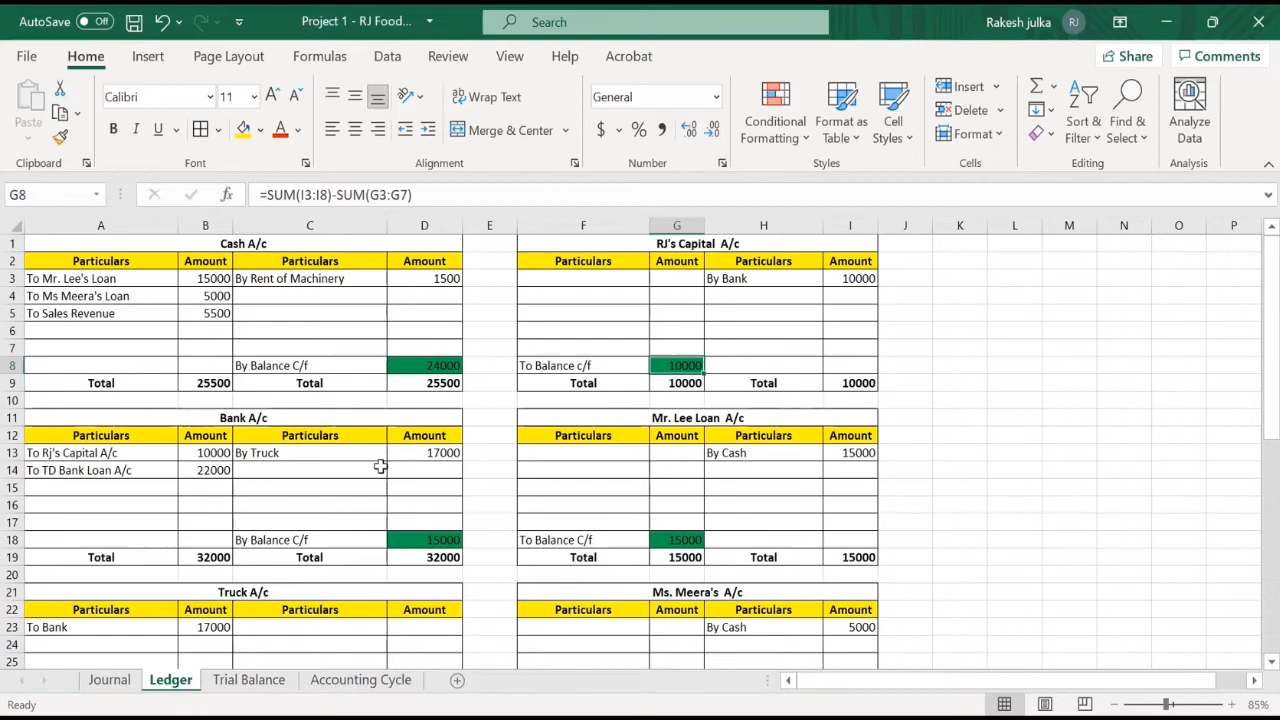 AutoSave Off Project 1 - RJ Food... Search Rakesh julka RJ
File Home Insert Page Layout Formulas Data Review View Help Acrobat Share Comments
Paste Calibri 11 Wrap Text General Insert
B I U A Merge & Center $ % 9 Conditional Formatting Format as Table Cell Styles Delete Format Sort & Filter Find & Select Analyze Data
Clipboard Font Alignment Number Styles Cells Editing Analysis
G8 fx =SUM(I3:I8)-SUM(G3:G7)
A B C D E F G H I J K L M N O P
1 Cash A/c RJ's Capital A/c
2 Particulars Amount Particulars Amount Particulars Amount Particulars Amount
3 To Mr. Lee's Loan 15000 By Rent of Machinery 1500 By Bank 10000
4 To Ms Meera's Loan 5000
5 To Sales Revenue 5500
6
7
8 By Balance C/f 24000 To Balance c/f 10000
9 Total 25500 Total 25500 Total 10000 Total 10000
10
11 Bank A/c Mr. Lee Loan A/c
12 Particulars Amount Particulars Amount Particulars Amount Particulars Amount
13 To Rj's Capital A/c 10000 By Truck 17000 By Cash 15000
14 To TD Bank Loan A/c 22000
15
16
17
18 By Balance C/f 15000 To Balance C/f 15000
19 Total 32000 Total 32000 Total 15000 Total 15000
20
21 Truck A/c Ms. Meera's A/c
22 Particulars Amount Particulars Amount Particulars Amount Particulars Amount
23 To Bank 17000 By Cash 5000
24
25
Journal Ledger Trial Balance Accounting Cycle
Ready 85%